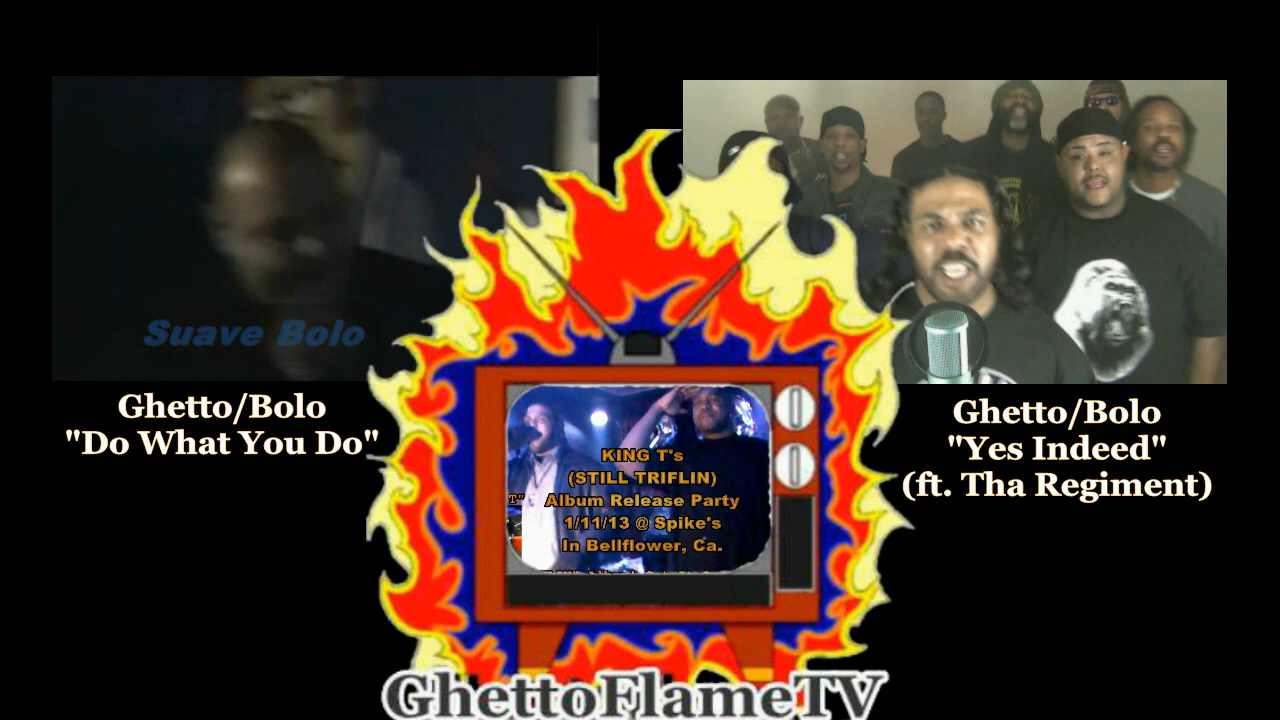 Suave Bolo
Ghetto/Bolo
"Do What You Do"
Ghetto/Bolo
"Yes Indeed"
(ft. Tha Regiment)
KING T's
(STILL TRIFLIN)
T" Album Release Party
1/11/13 @ Spike's
In Bellflower, Ca.
GhettoFlameTV